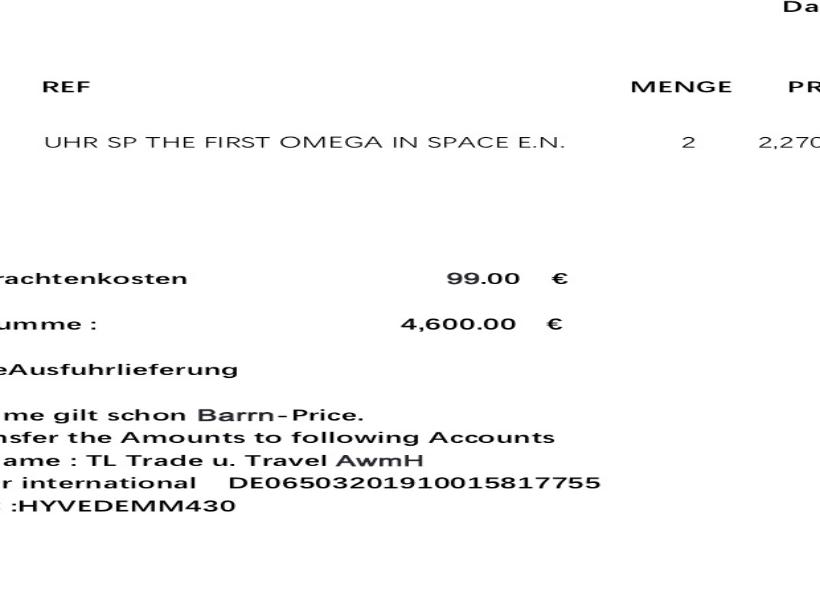 Da
REF MENGE PR
UHR SP THE FIRST OMEGA IN SPACE E.N. 2 2,270
rachtenkosten 99.00 €
umme : 4,600.00 €
eAusfuhrlieferung
me gilt schon Barrn-Price.
nsfer the Amounts to following Accounts
ame : TL Trade u. Travel AwmH
r international DE06503201910015817755
:HYVEDEMM430